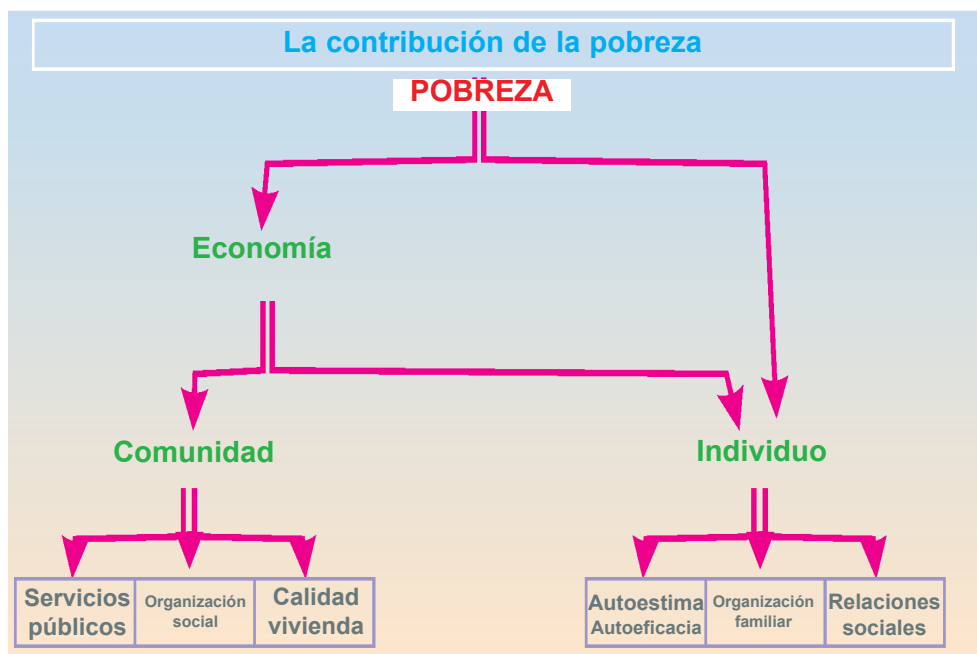 La contribución de la pobreza
POBREZA
Economía
Comunidad
Individuo
Servicios
públicos
Organización
social
Calidad
vivienda
Autoestima
Autoeficacia
Organización
familiar
Relaciones
sociales